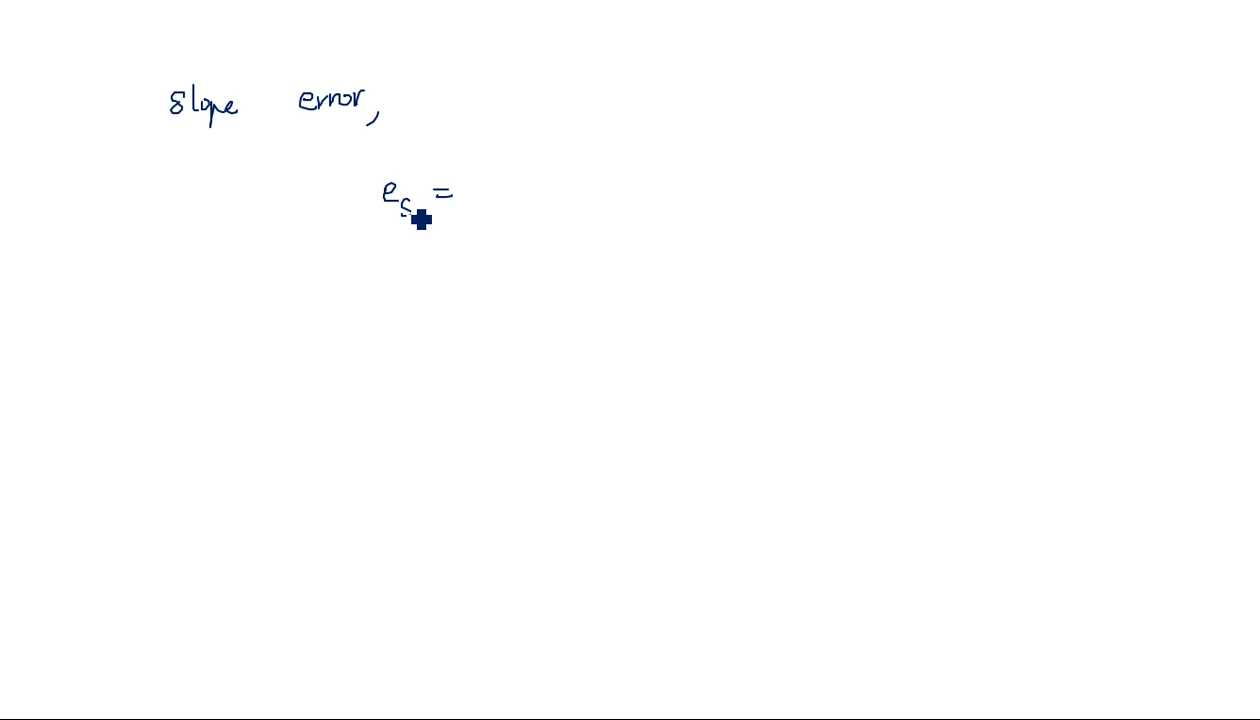 slope error,
e_s =